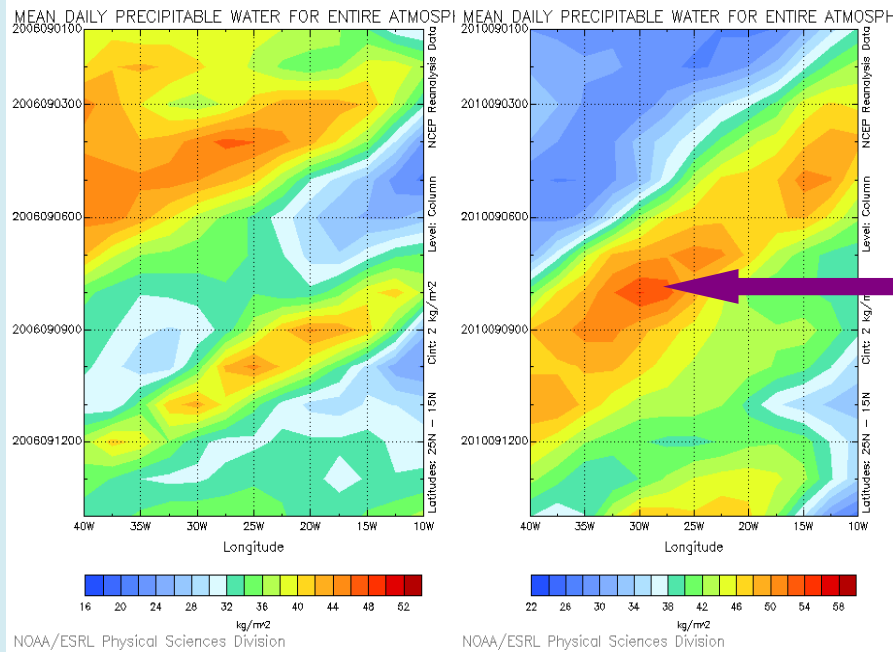 MEAN DAILY PRECIPITABLE WATER FOR ENTIRE ATMOSPH
2006090100
2006090300
2006090600
2006090900
2006091200
40W 35W 30W 25W 20W 15W 10W
Longitude
Latitudes: 25N – 15N Cint: 2 kg/m^2 Level: Column NCEP Reanalysis Data
16 20 24 28 32 36 40 44 48 52
kg/m^2
NOAA/ESRL Physical Sciences Division
MEAN DAILY PRECIPITABLE WATER FOR ENTIRE ATMOSPH
2010090100
2010090300
2010090600
2010090900
2010091200
40W 35W 30W 25W 20W 15W 10W
Longitude
Latitudes: 25N – 15N Cint: 2 kg/m^2 Level: Column NCEP Reanalysis Data
22 26 30 34 38 42 46 50 54 58
kg/m^2
NOAA/ESRL Physical Sciences Division